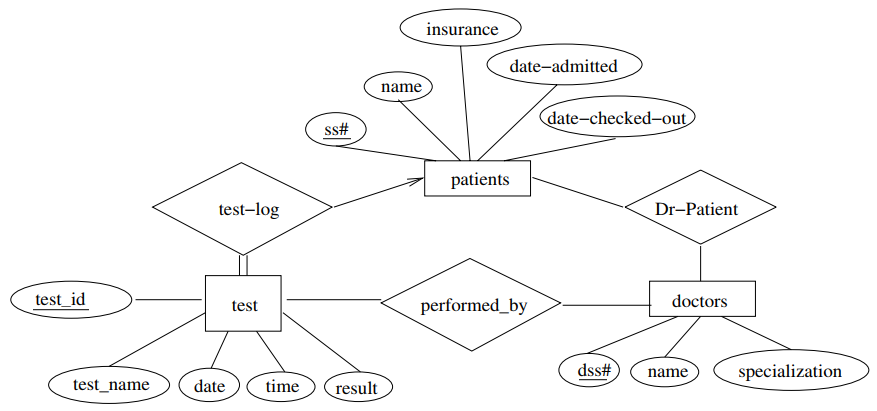 insurance
date−admitted
name
date−checked−out
ss#
patients
test−log
Dr−Patient
test_id
test
performed_by
doctors
test_name
date
time
result
dss#
name
specialization